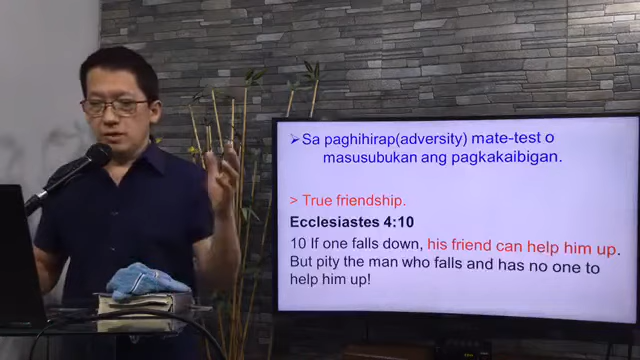 ➢ Sa paghihirap(adversity) mate-test o
masusubukan ang pagkakaibigan.
> True friendship.
Ecclesiastes 4:10
10 If one falls down, his friend can help him up.
But pity the man who falls and has no one to
help him up!